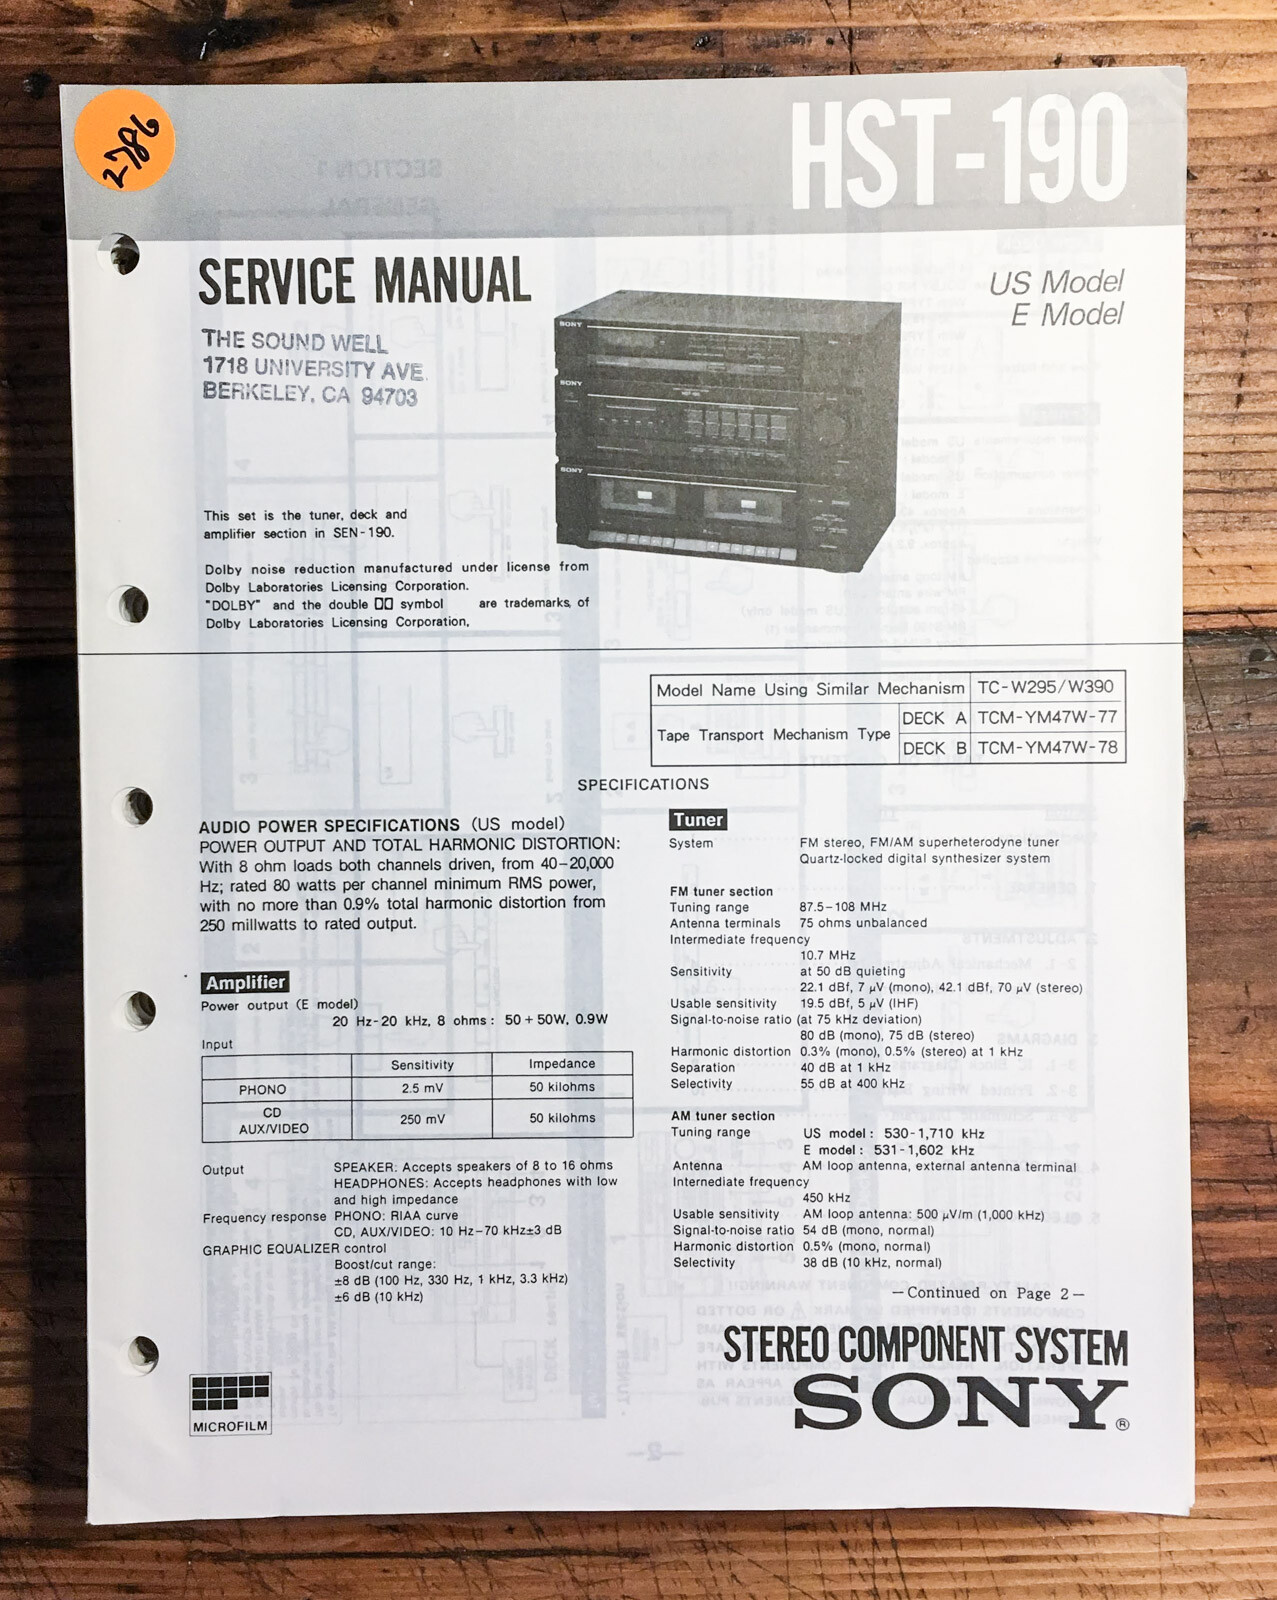 2786
HST-190
SERVICE MANUAL
US Model
E Model
THE SOUND WELL
1718 UNIVERSITY AVE.
BERKELEY, CA 94703
SONY
SONY
SONY
This set is the tuner, deck and
amplifier section in SEN-190.
Dolby noise reduction manufactured under license from
Dolby Laboratories Licensing Corporation.
"DOLBY" and the double symbol are trademarks, of
Dolby Laboratories Licensing Corporation,
Model Name Using Similar Mechanism TC-W295/W390
Tape Transport Mechanism Type DECK A TCM-YM47W-77
DECK B TCM-YM47W-78
SPECIFICATIONS
AUDIO POWER SPECIFICATIONS (US model)
POWER OUTPUT AND TOTAL HARMONIC DISTORTION:
With 8 ohm loads both channels driven, from 40-20,000
Hz; rated 80 watts per channel minimum RMS power,
with no more than 0.9% total harmonic distortion from
250 millwatts to rated output.
Amplifier
Power output (E model)
20 Hz-20 kHz, 8 ohms: 50+50W, 0.9W
Input
Sensitivity Impedance
PHONO 2.5 mV 50 kilohms
CD
AUX/VIDEO 250 mV 50 kilohms
Output SPEAKER: Accepts speakers of 8 to 16 ohms
HEADPHONES: Accepts headphones with low
and high impedance
Frequency response PHONO: RIAA curve
CD, AUX/VIDEO: 10 Hz-70 kHz±3 dB
GRAPHIC EQUALIZER control
Boost/cut range:
±8 dB (100 Hz, 330 Hz, 1 kHz, 3.3 kHz)
±6 dB (10 kHz)
Tuner
System FM stereo, FM/AM superheterodyne tuner
Quartz-locked digital synthesizer system
FM tuner section
Tuning range 87.5-108 MHz
Antenna terminals 75 ohms unbalanced
Intermediate frequency
10.7 MHz
Sensitivity at 50 dB quieting
22.1 dBf, 7 μV (mono), 42.1 dBf, 70 μV (stereo)
Usable sensitivity 19.5 dBf, 5 μV (IHF)
Signal-to-noise ratio (at 75 kHz deviation)
80 dB (mono), 75 dB (stereo)
Harmonic distortion 0.3% (mono), 0.5% (stereo) at 1 kHz
Separation 40 dB at 1 kHz
Selectivity 55 dB at 400 kHz
AM tuner section
Tuning range US model: 530-1,710 kHz
E model: 531-1,602 kHz
Antenna AM loop antenna, external antenna terminal
Internediate frequency
450 kHz
Usable sensitivity AM loop antenna: 500 μV/m (1,000 kHz)
Signal-to-noise ratio 54 dB (mono, normal)
Harmonic distortion 0.5% (mono, normal)
Selectivity 38 dB (10 kHz, normal)
—Continued on Page 2—
STEREO COMPONENT SYSTEM
SONY®
MICROFILM